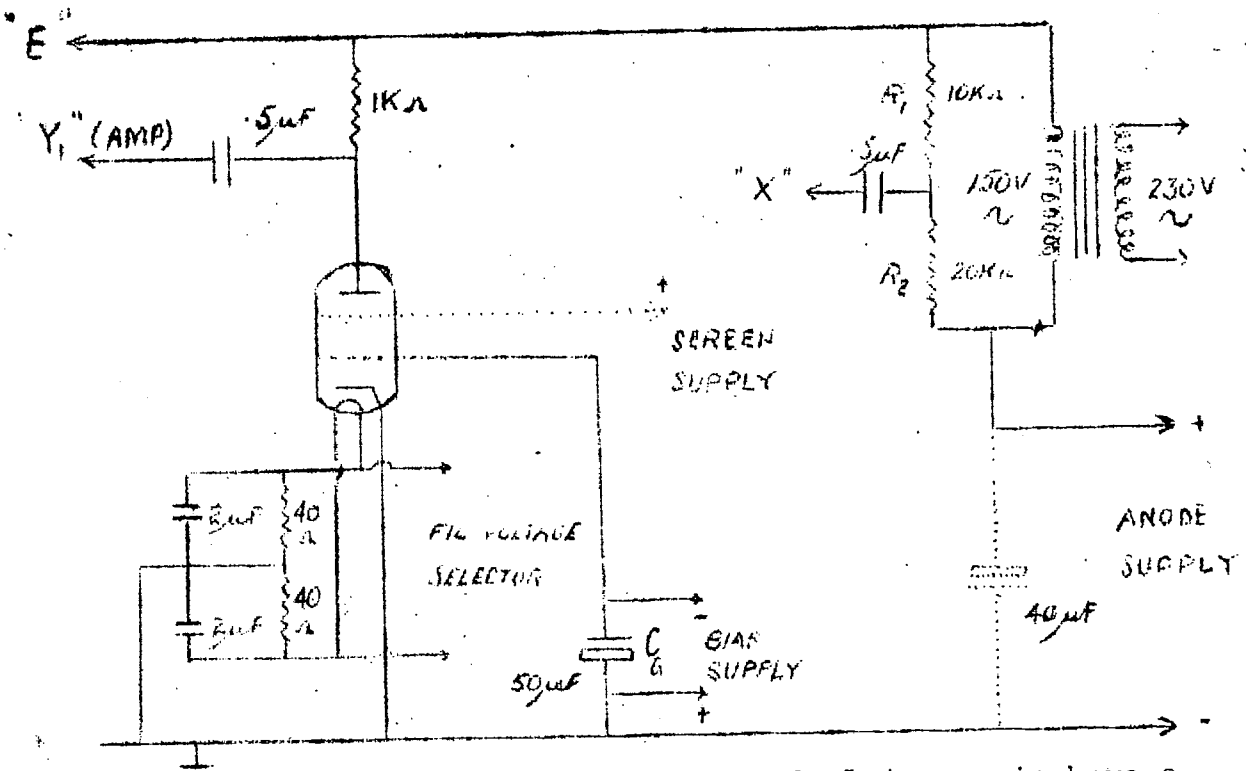 "E"
1KΩ
R₁ 10KΩ
·5µF
Y₁" (AMP)
·5µF
"X"
150V
~
230V
~
R₂ 20KΩ
+
SCREEN
SUPPLY
+
40
Ω
FIL VOLTAGE
SELECTOR
ANODE
SUPPLY
40
Ω
40µF
-
C
G
BIAS
SUPPLY
50µF
+
-